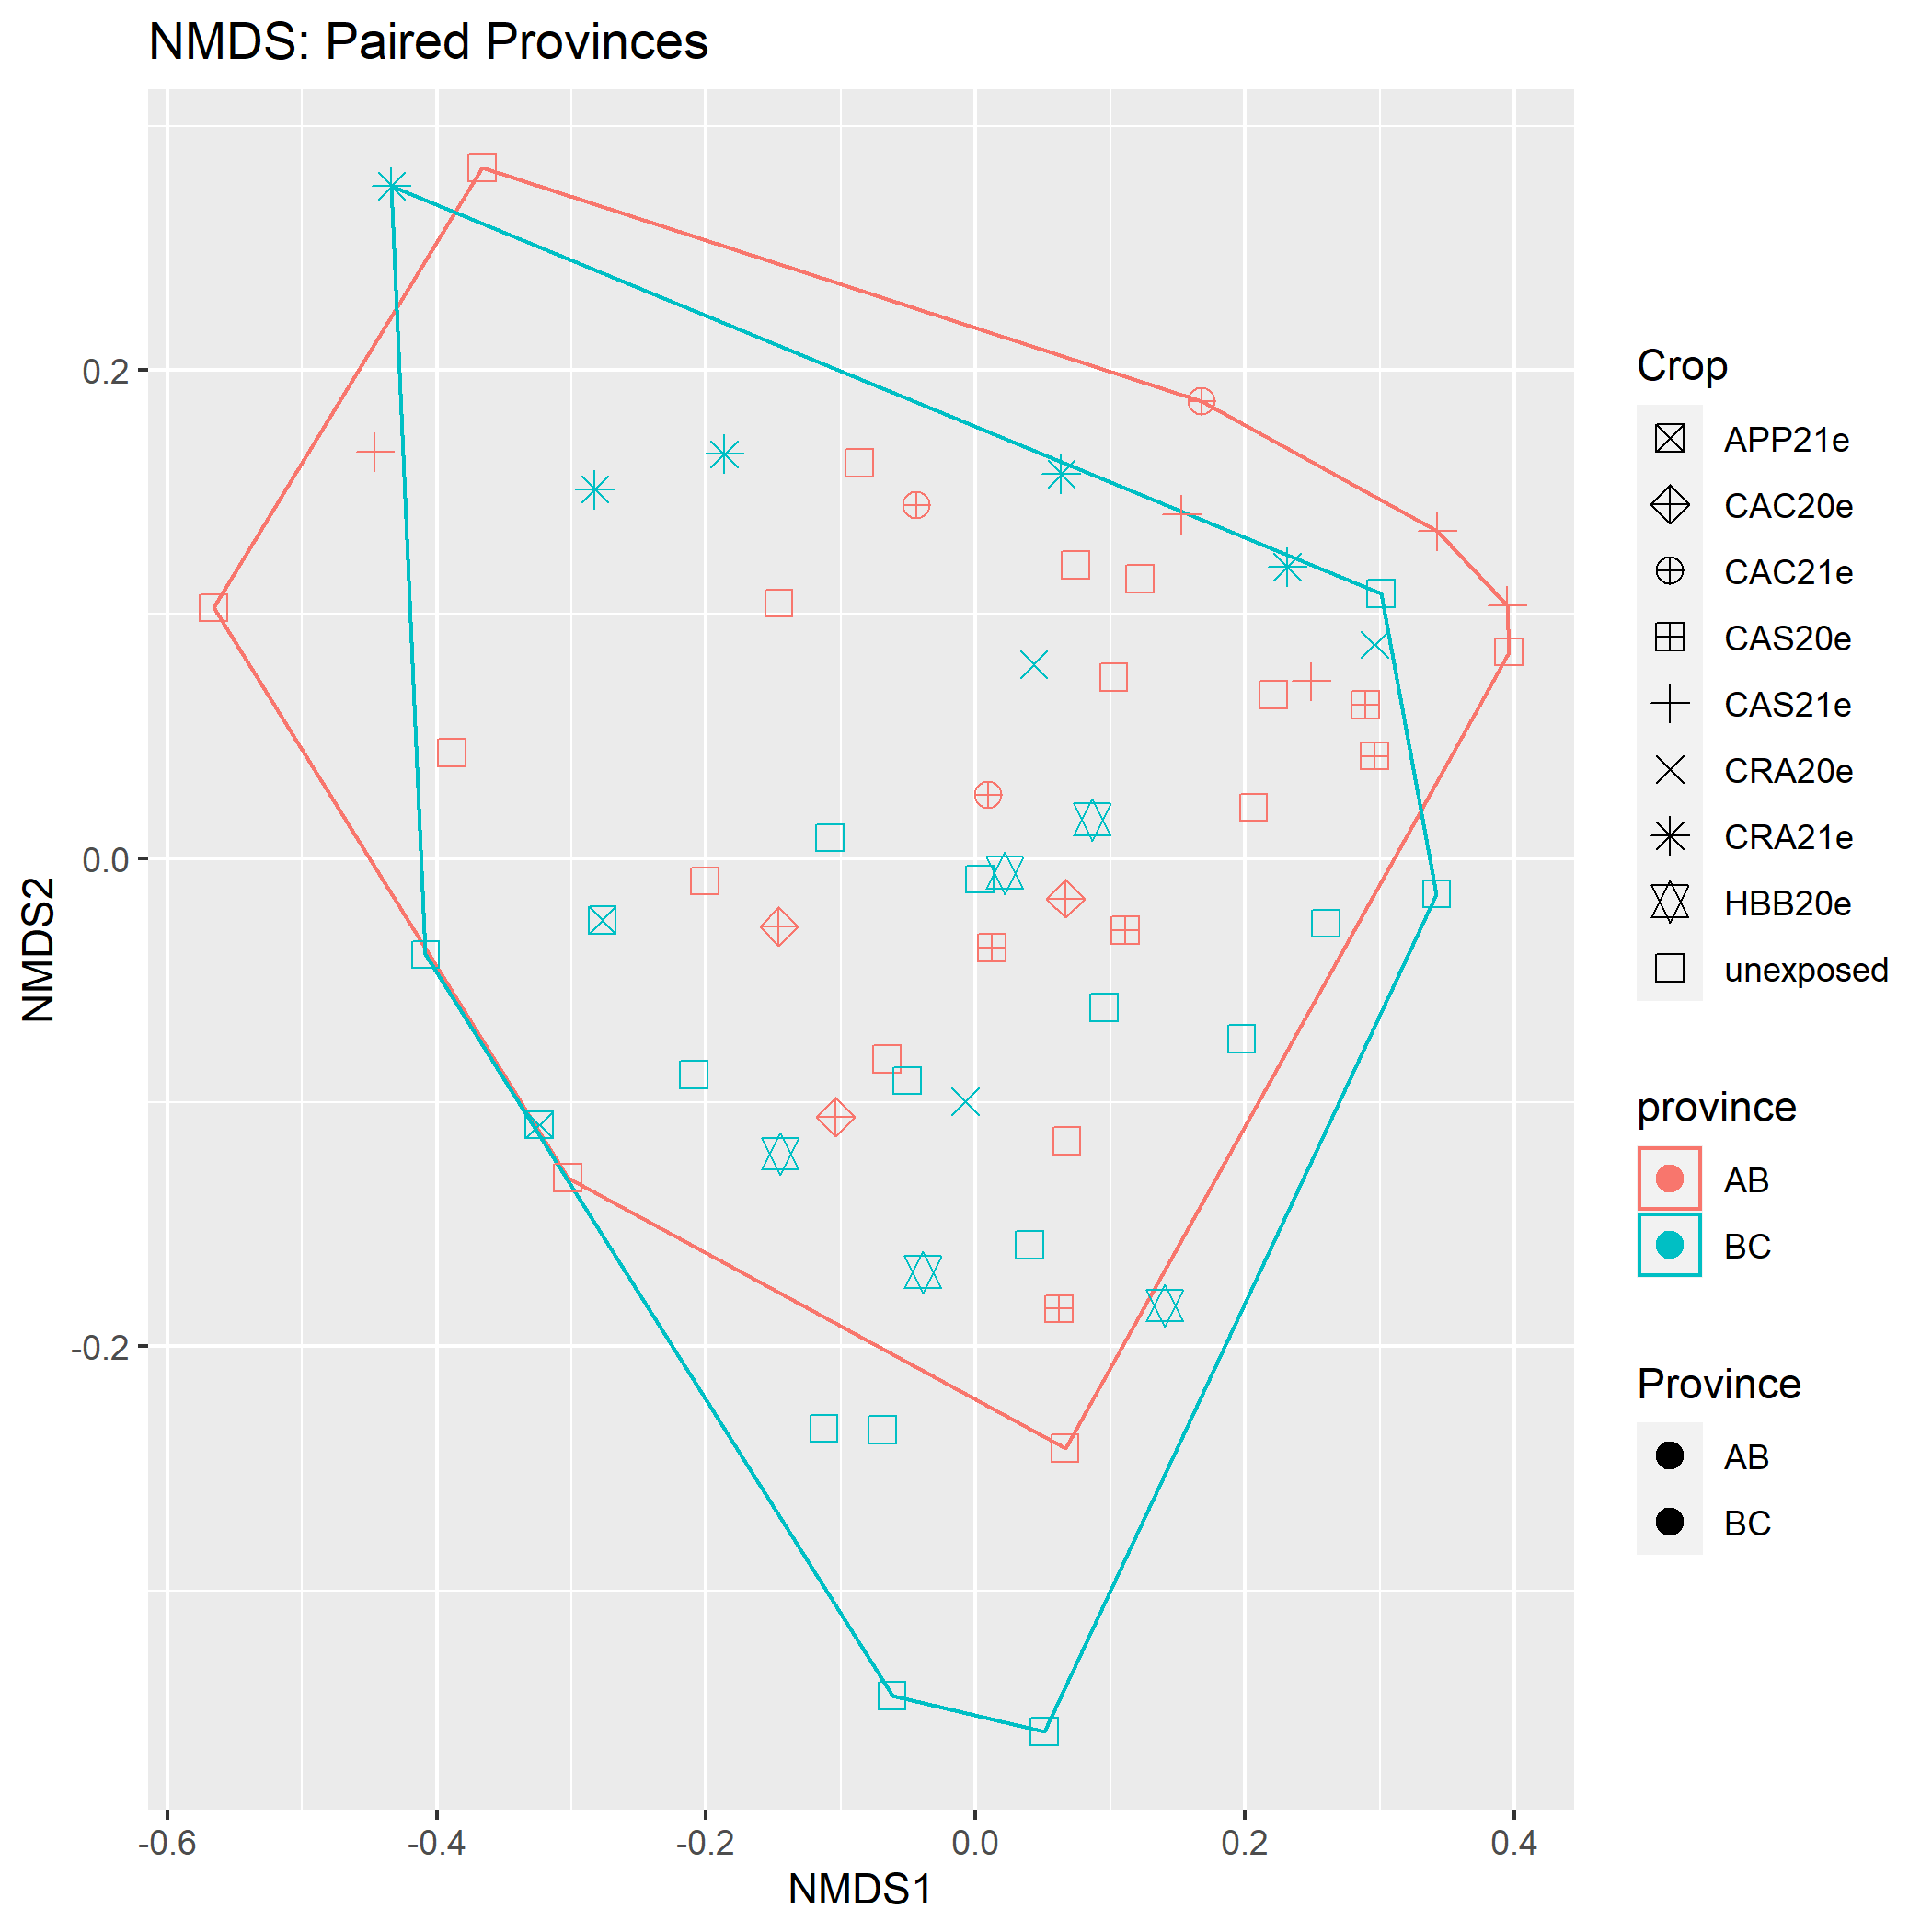 NMDS: Paired Provinces
0.2
0.0
-0.2
NMDS2
-0.6
-0.4
-0.2
0.0
0.2
0.4
NMDS1
Crop
APP21e
CAC20e
CAC21e
CAS20e
CAS21e
CRA20e
CRA21e
HBB20e
unexposed
province
AB
BC
Province
AB
BC